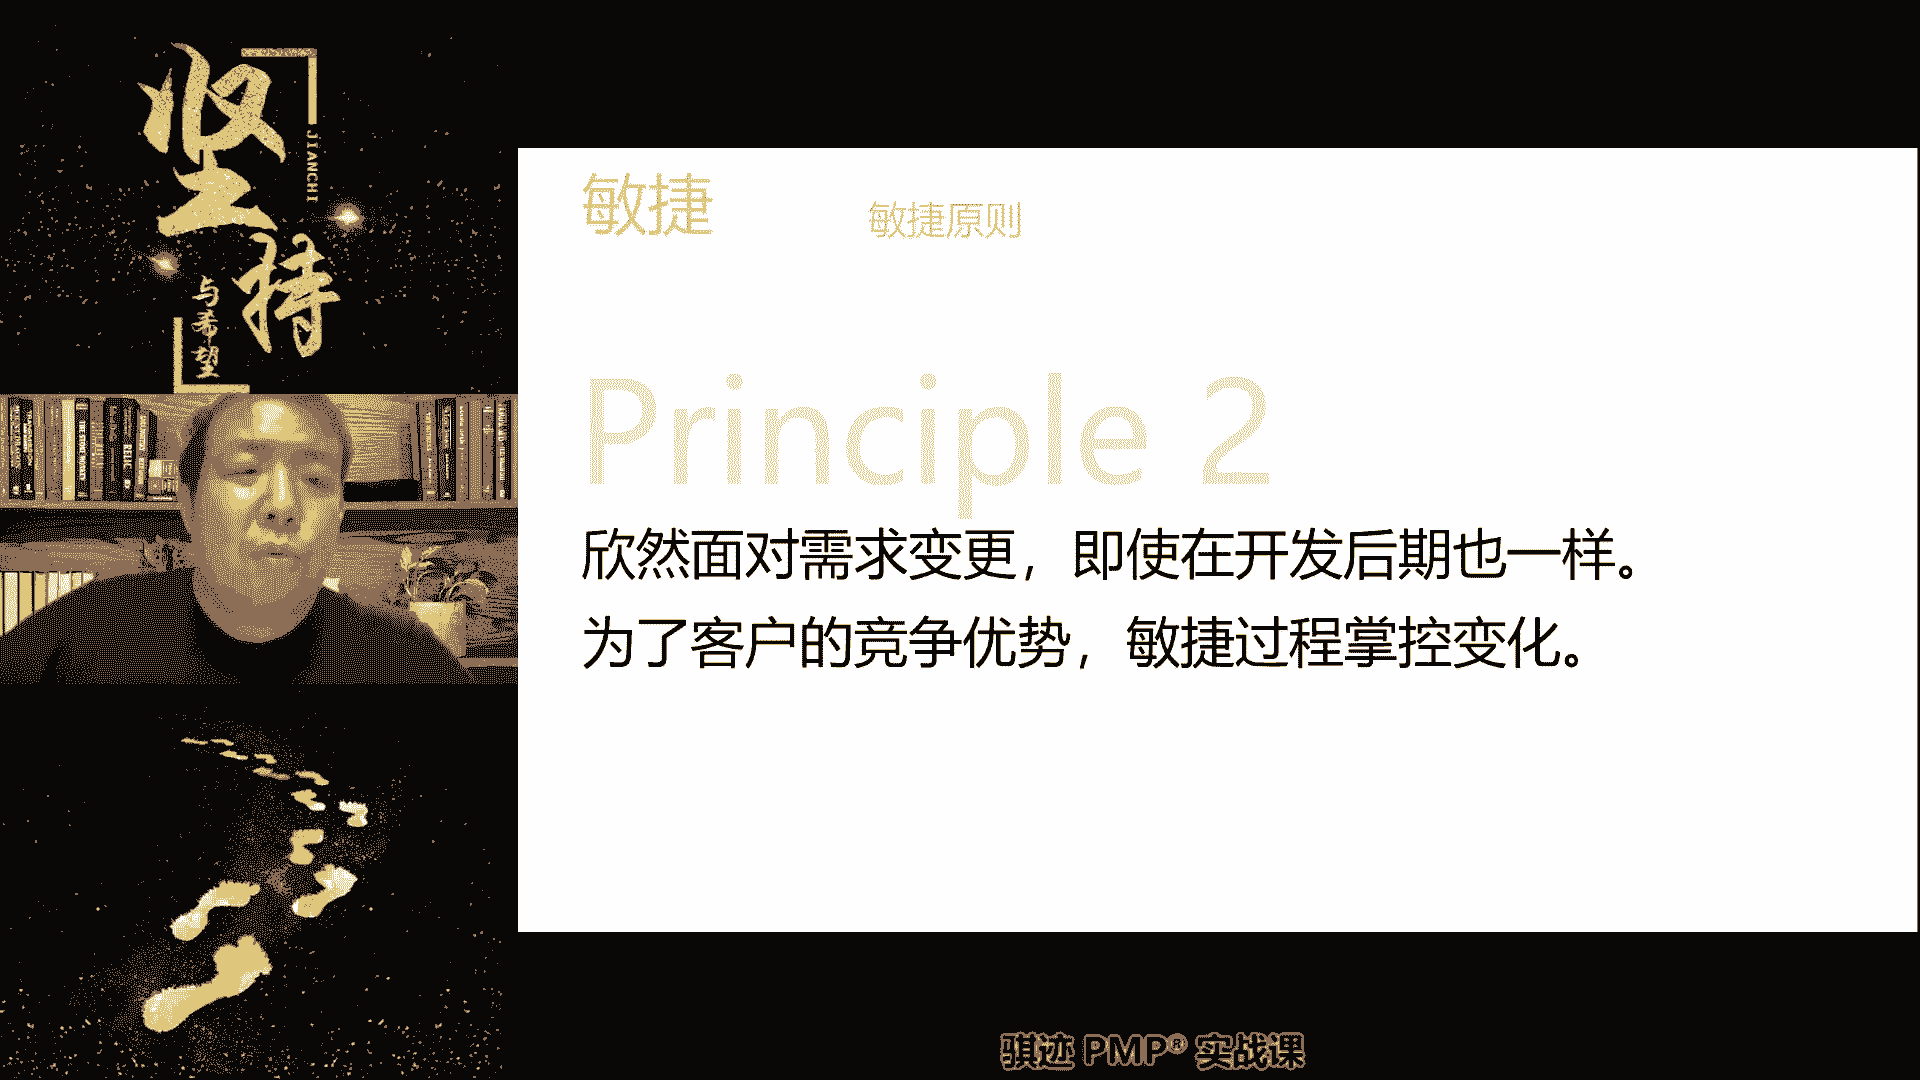 坚持
JIANCHI
与希望
敏捷
敏捷原则
Principle 2
欣然面对需求变更，即使在开发后期也一样。
为了客户的竞争优势，敏捷过程掌控变化。
骐迹 PMP® 实战课